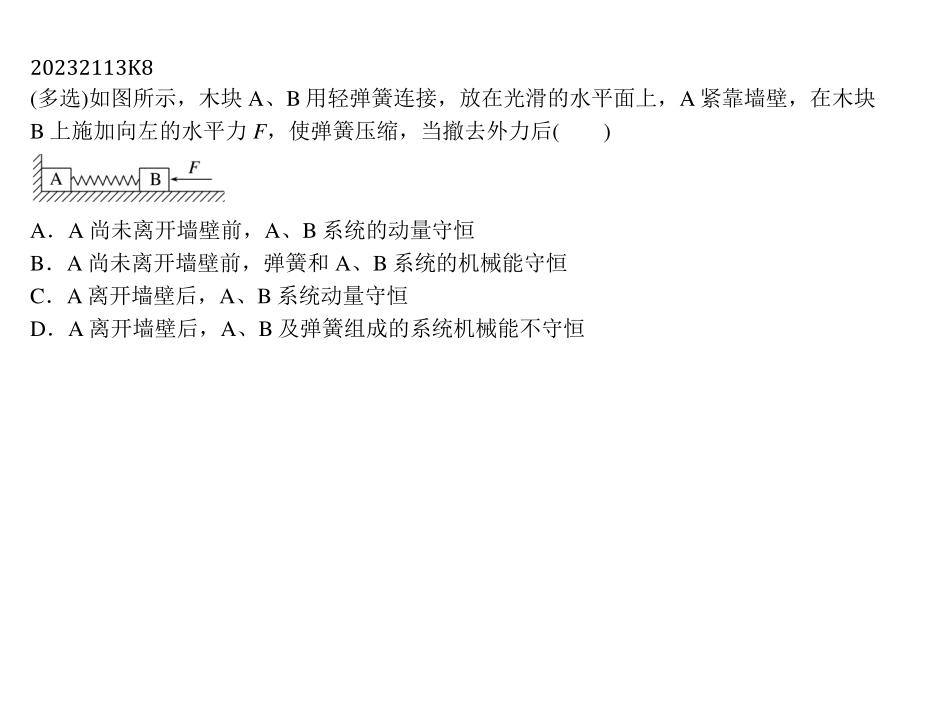 20232113K8
(多选)如图所示，木块 A、B 用轻弹簧连接，放在光滑的水平面上，A 紧靠墙壁，在木块
B 上施加向左的水平力 F，使弹簧压缩，当撤去外力后(　　)
A B F
A．A 尚未离开墙壁前，A、B 系统的动量守恒
B．A 尚未离开墙壁前，弹簧和 A、B 系统的机械能守恒
C．A 离开墙壁后，A、B 系统动量守恒
D．A 离开墙壁后，A、B 及弹簧组成的系统机械能不守恒